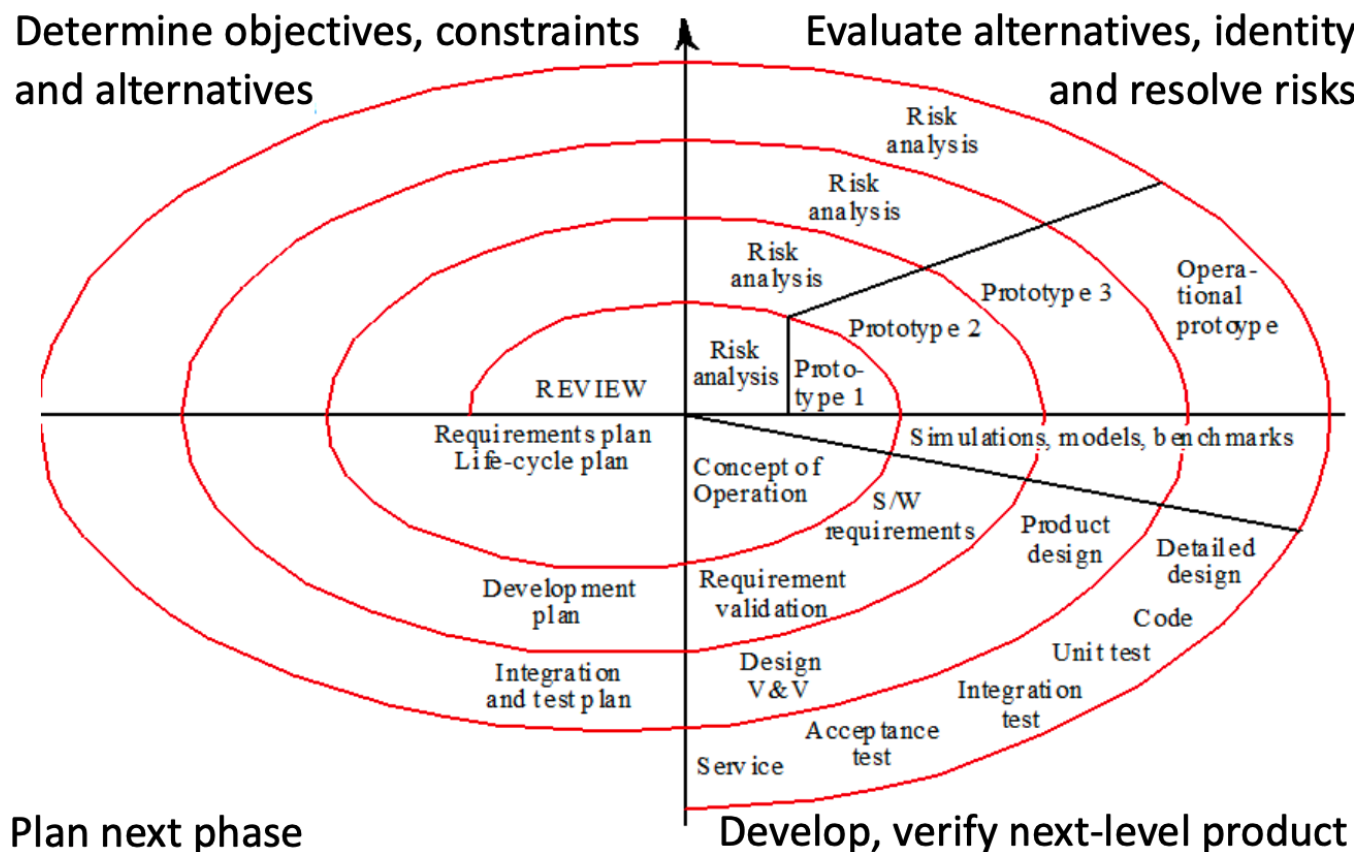 Determine objectives, constraints
and alternatives
Evaluate alternatives, identity
and resolve risks
Risk
analysis
Risk
analysis
Risk
analysis
Risk
analysis
Proto-
type 1
Prototype 2
Prototype 3
Opera-
tional
protoype
REVIEW
Requirements plan
Life-cycle plan
Development
plan
Integration
and test plan
Simulations, models, benchmarks
Concept of
Operation
S/W
requirements
Requirement
validation
Product
design
Design
V&V
Detailed
design
Code
Unit test
Integration
test
Acceptance
test
Service
Plan next phase
Develop, verify next-level product